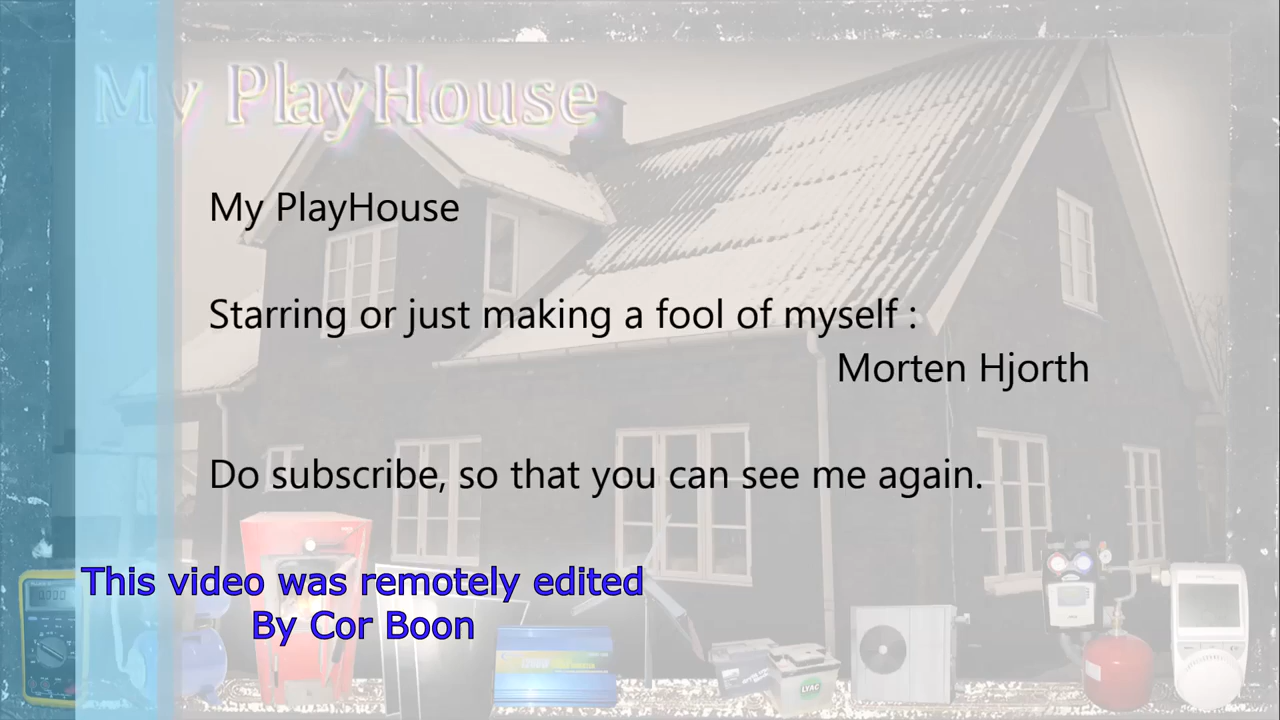 My PlayHouse
My PlayHouse
Starring or just making a fool of myself :
Morten Hjorth
Do subscribe, so that you can see me again.
This video was remotely edited
By Cor Boon
LYAC